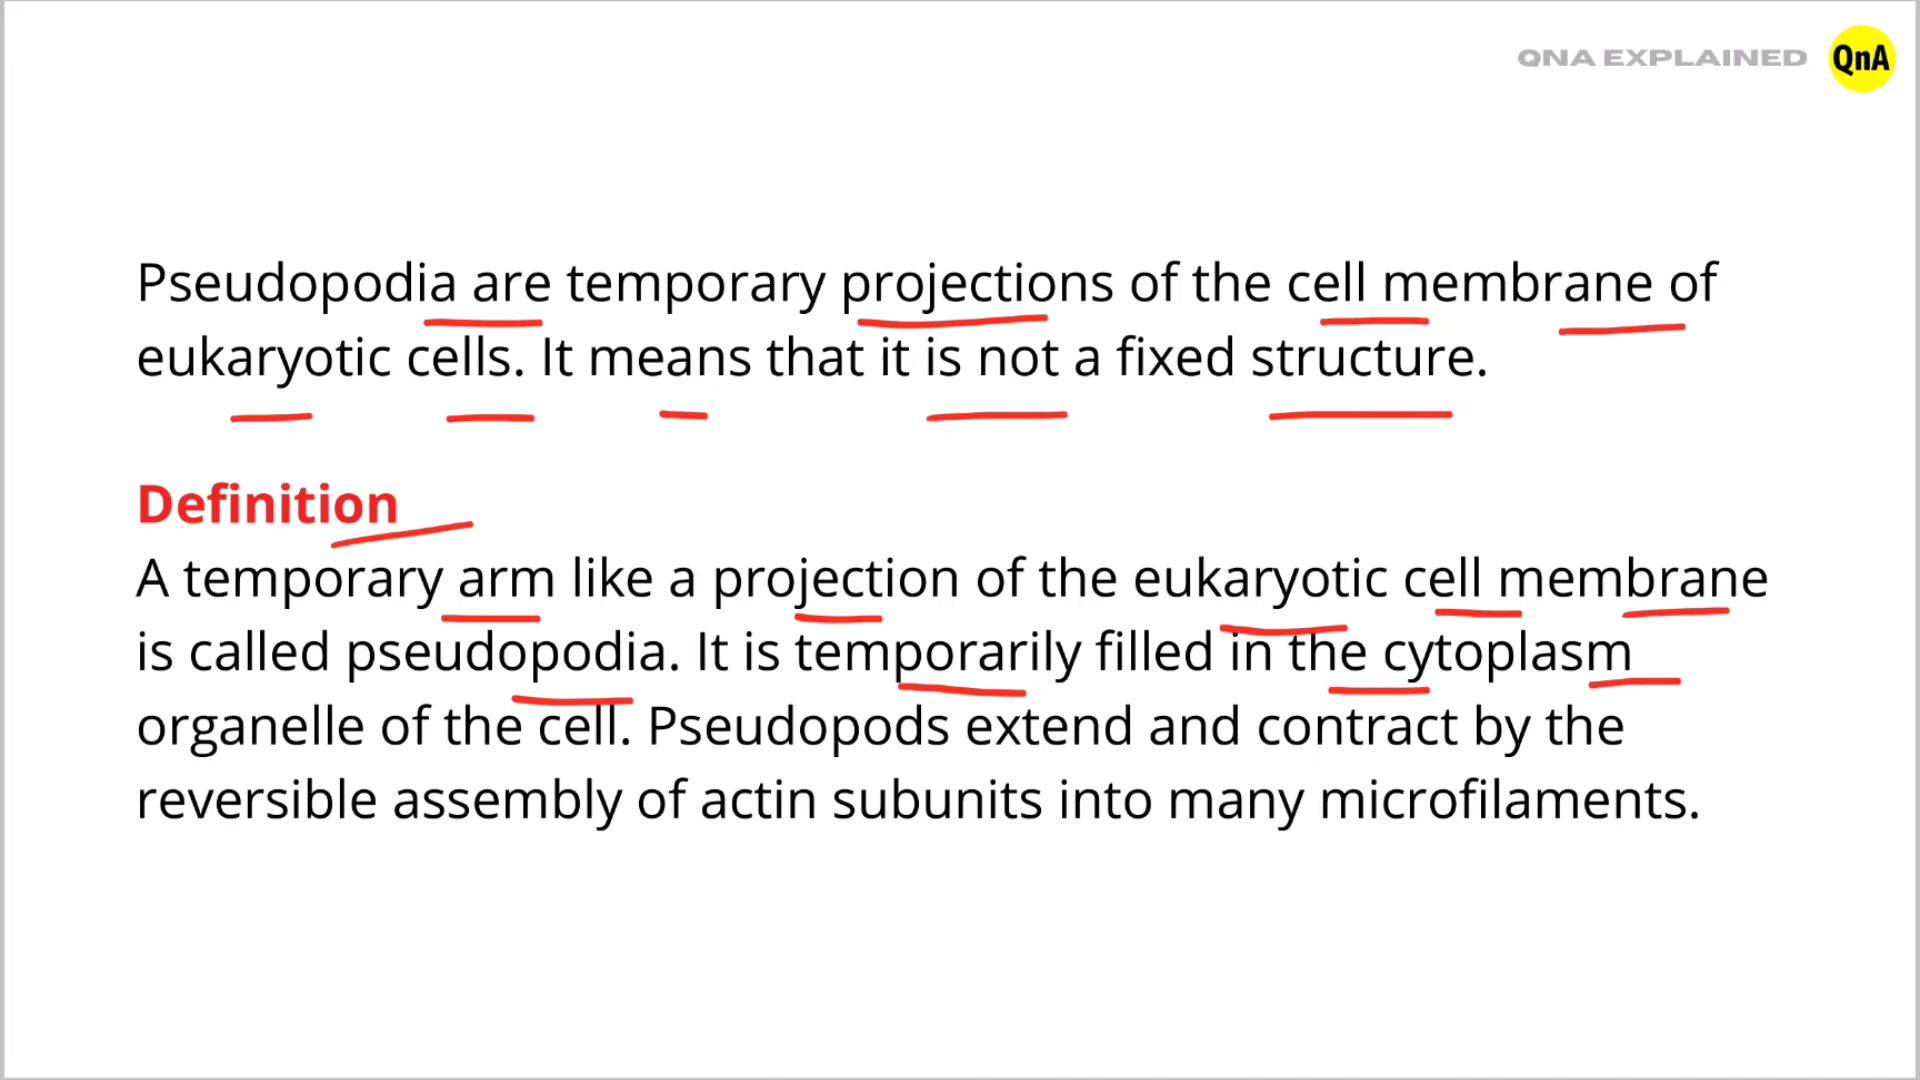 QNA EXPLAINED QnA
Pseudopodia are temporary projections of the cell membrane of
eukaryotic cells. It means that it is not a fixed structure.
Definition
A temporary arm like a projection of the eukaryotic cell membrane
is called pseudopodia. It is temporarily filled in the cytoplasm
organelle of the cell. Pseudopods extend and contract by the
reversible assembly of actin subunits into many microfilaments.